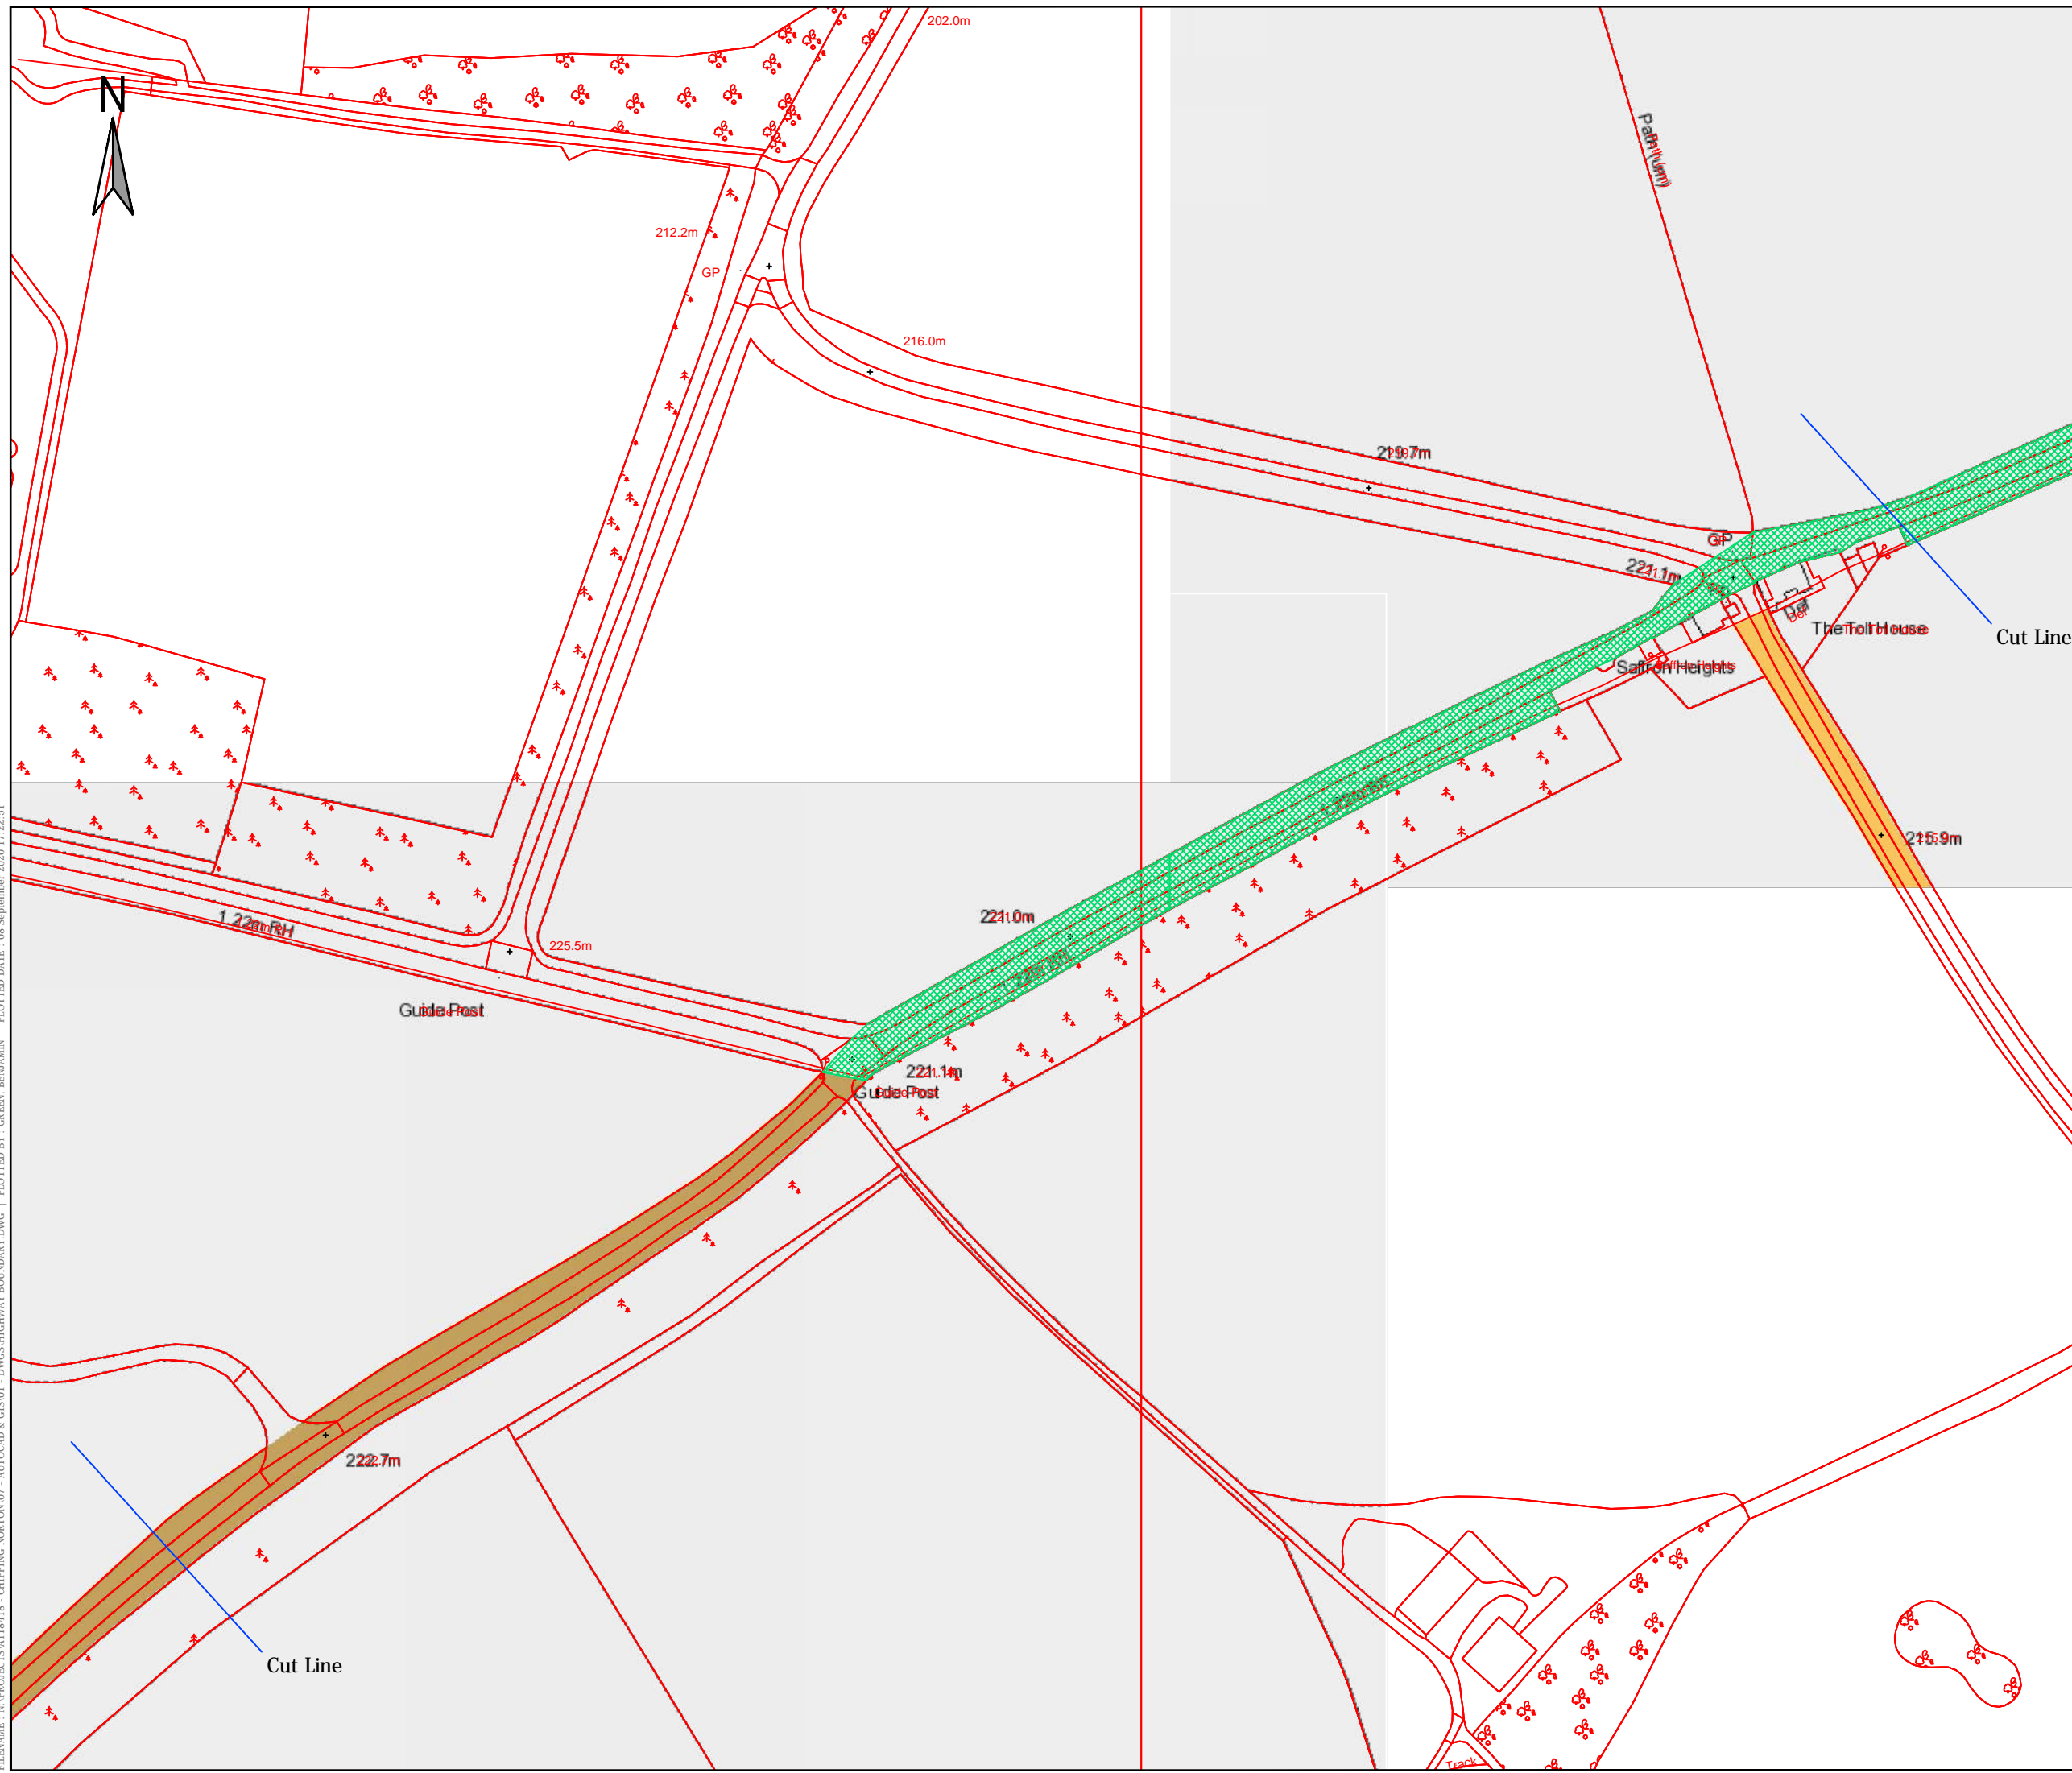 202.0m
N
Path (um)
212.2m
GP
216.0m
219.7m
GP
221.1m
Def
The Toll House
Cut Line
Saffron Heights
215.9m
221.0m
1.22m RH
225.5m
Guide Post
221.1m
Guide Post
222.7m
Cut Line
Track